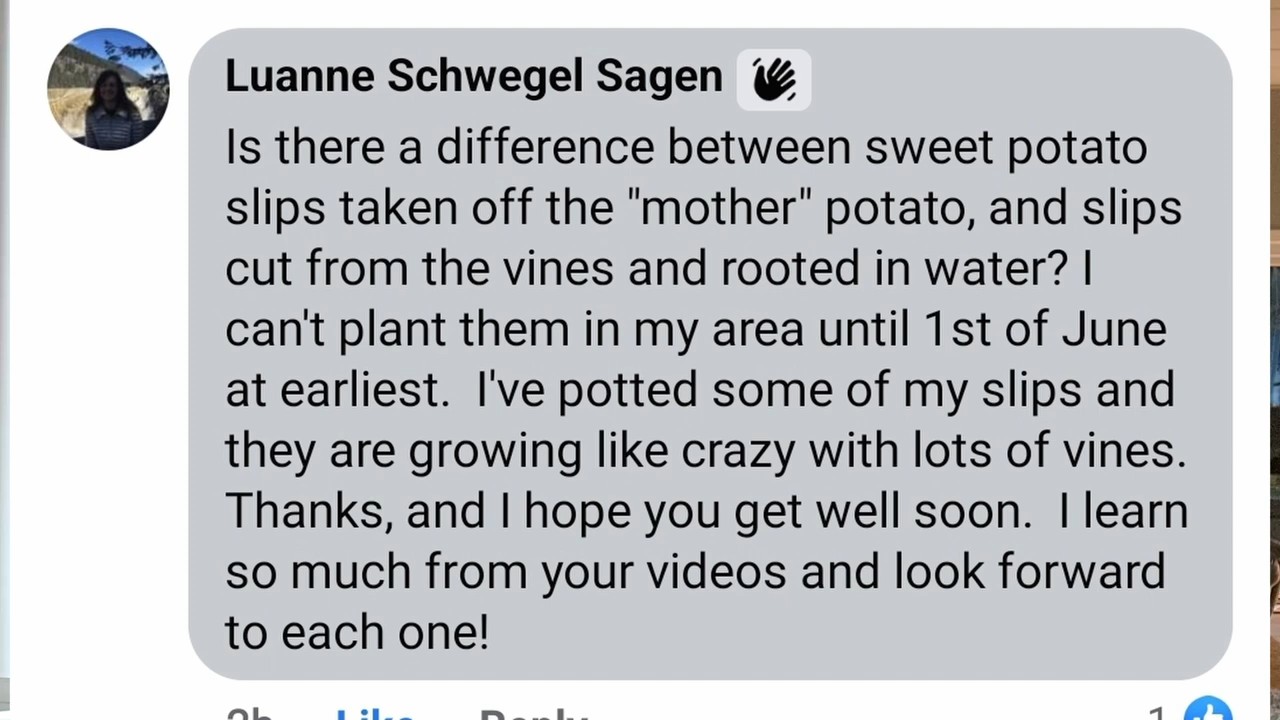 Luanne Schwegel Sagen
Is there a difference between sweet potato
slips taken off the "mother" potato, and slips
cut from the vines and rooted in water? I
can't plant them in my area until 1st of June
at earliest.  I've potted some of my slips and
they are growing like crazy with lots of vines.
Thanks, and I hope you get well soon.  I learn
so much from your videos and look forward
to each one!
Like Reply 1